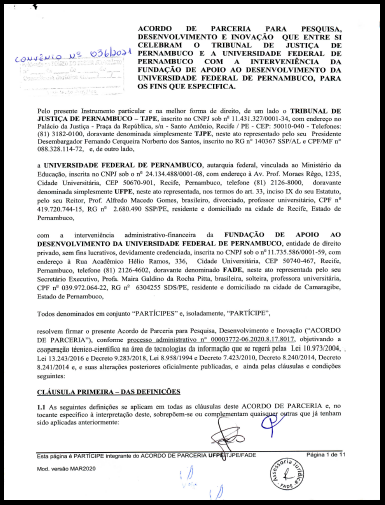 ACORDO DE PARCERIA PARA PESQUISA,
DESENVOLVIMENTO E INOVAÇÃO QUE ENTRE SI
CELEBRAM O TRIBUNAL DE JUSTIÇA DE
PERNAMBUCO E A UNIVERSIDADE FEDERAL DE
PERNAMBUCO COM A INTERVENIÊNCIA DA
FUNDAÇÃO DE APOIO AO DESENVOLVIMENTO DA
UNIVERSIDADE FEDERAL DE PERNAMBUCO, PARA
OS FINS QUE ESPECIFICA.
CONVÊNIO Nº 036/2021
Pelo presente Instrumento particular e na melhor forma de direito, de um lado o TRIBUNAL DE
JUSTIÇA DE PERNAMBUCO – TJPE, inscrito no CNPJ sob nº 11.431.327/0001-34, com endereço no
Palácio da Justiça - Praça da República, s/n - Santo Antônio, Recife / PE - CEP 50010-040 - Telefones:
(81) 3182-0100, doravante denominada simplesmente TJPE, neste ato representado pelo seu Presidente
Desembargador Fernando Cerqueira Norberto dos Santos, inscrito no RG nº 140367 SSP/AL e CPF/MF nº
088.328.114-72, e, de outro lado,
a UNIVERSIDADE FEDERAL DE PERNAMBUCO, autarquia federal, vinculada ao Ministério da
Educação, inscrita no CNPJ sob nº 24.134.488/0001-08, com endereço à Av. Prof. Moraes Rêgo, 1235,
Cidade Universitária, CEP 50670-901, Recife, Pernambuco, telefone (81) 2126-8000, doravante
denominada simplesmente UFPE, neste ato representado, nos termos do art. 33, inciso IX do seu Estatuto,
pelo seu Reitor, Prof. Alfredo Macedo Gomes, brasileiro, divorciado, professor universitário, CPF nº
419.720.744-15, RG nº 2.680.490 SSP/PE, residente e domiciliado na cidade de Recife, Estado de
Pernambuco,
com a interveniência administrativo-financeira da FUNDAÇÃO DE APOIO AO
DESENVOLVIMENTO DA UNIVERSIDADE FEDERAL DE PERNAMBUCO, entidade de direito
privado, sem fins lucrativos, devidamente credenciada, inscrita no CNPJ sob o nº 11.735.586/0001-59, com
endereço à Rua Acadêmico Hélio Ramos, 336, Cidade Universitária, CEP 50740-467, Recife,
Pernambuco, telefone (81) 2126-4602, doravante denominado FADE, neste ato representado pelo seu
Secretário Executivo, Profa. Maira Galdino da Rocha Pitta, brasileira, solteira, professora universitária,
CPF nº 039.972.064-22, RG nº 6304255 SDS/PE, residente e domiciliado na cidade de Camaragibe,
Estado de Pernambuco,
Todos denominados em conjunto “PARTÍCIPES” e, isoladamente, “PARTÍCIPE”,
resolvem firmar o presente Acordo de Parceria para Pesquisa, Desenvolvimento e Inovação (“ACORDO
DE PARCERIA”), conforme processo administrativo nº 00003772-06.2020.8.17.8017, objetivando a
cooperação técnico-científica na área de tecnologias da informação que se regerá pelas Lei 10.973/2004,
Lei 13.243/2016 e Decreto 9.283/2018, Lei 8.958/1994 e Decreto 7.423/2010, Decreto 8.240/2014, Decreto
8.241/2014 e, e suas alterações posteriores oficialmente publicadas, e ainda pelas cláusulas e condições
seguintes:
CLÁUSULA PRIMEIRA – DAS DEFINIÇÕES
1.1 As seguintes definições se aplicam em todas as cláusulas deste ACORDO DE PARCERIA e, no
tocante específico à interpretação deste, sobrepõem-se ou complementam quaisquer outras que já tenham
sido aplicadas anteriormente:
Esta página é PARTÍCIPE integrante do ACORDO DE PARCERIA UFPE/TJPE/FADE
Página 1 de 11
Mod. versão MAR2020
Assessoria Jurídica
FADE